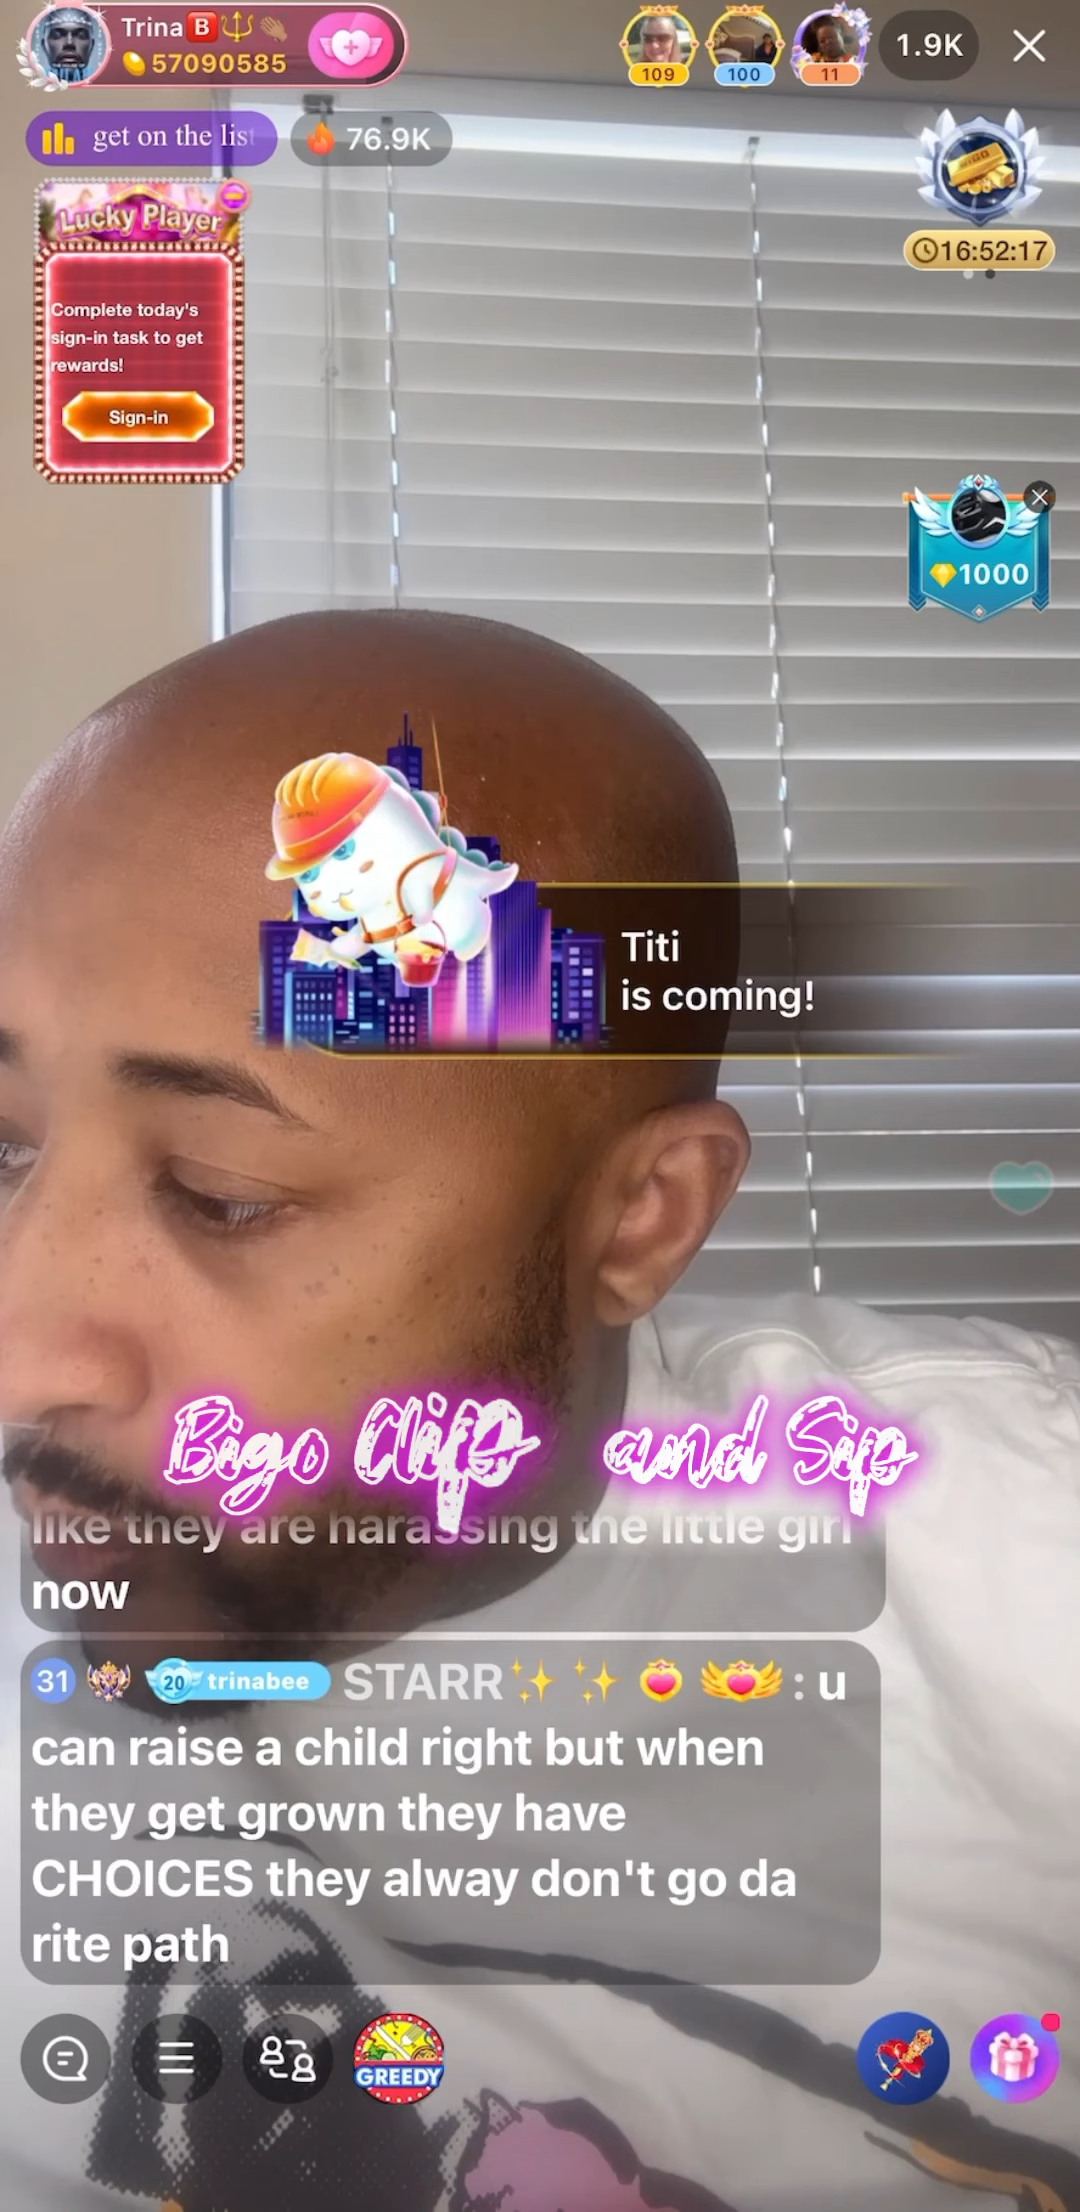 Trina B
57090585
109
100
11
1.9K
get on the list
76.9K
Lucky Player
16:52:17
Complete today's
sign-in task to get
rewards!
Sign-in
1000
Titi
is coming!
Bigo Clip and Sip
like they are harassing the little girl
now
31 20 trinabee STARR✨ ✨ : u
can raise a child right but when
they get grown they have
CHOICES they alway don't go da
rite path
GREEDY